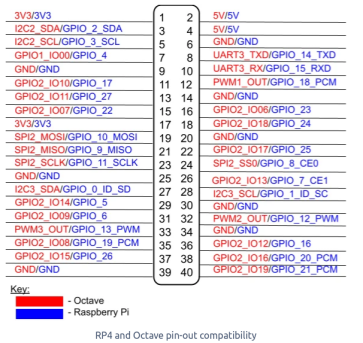 3V3/3V3 1 2 5V/5V
I2C2_SDA/GPIO_2_SDA 3 4 5V/5V
I2C2_SCL/GPIO_3_SCL 5 6 GND/GND
GPIO1_IO00/GPIO_4 7 8 UART3_TXD/GPIO_14_TXD
GND/GND 9 10 UART3_RX/GPIO_15_RXD
GPIO2_IO10/GPIO_17 11 12 PWM1_OUT/GPIO_18_PCM
GPIO2_IO11/GPIO_27 13 14 GND/GND
GPIO2_IO07/GPIO_22 15 16 GPIO2_IO06/GPIO_23
3V3/3V3 17 18 GPIO2_IO18/GPIO_24
SPI2_MOSI/GPIO_10_MOSI 19 20 GND/GND
SPI2_MISO/GPIO_9_MISO 21 22 GPIO2_IO17/GPIO_25
SPI2_SCLK/GPIO_11_SCLK 23 24 SPI2_SS0/GPIO_8_CE0
GND/GND 25 26 GPIO2_IO13/GPIO_7_CE1
I2C3_SDA/GPIO_0_ID_SD 27 28 I2C3_SCL/GPIO_1_ID_SC
GPIO2_IO14/GPIO_5 29 30 GND/GND
GPIO2_IO09/GPIO_6 31 32 PWM2_OUT/GPIO_12_PWM
PWM3_OUT/GPIO_13_PWM 33 34 GND/GND
GPIO2_IO08/GPIO_19_PCM 35 36 GPIO2_IO12/GPIO_16
GPIO2_IO15/GPIO_26 37 38 GPIO2_IO16/GPIO_20_PCM
GND/GND 39 40 GPIO2_IO19/GPIO_21_PCM
Key:
- Octave
- Raspberry Pi
RP4 and Octave pin-out compatibility